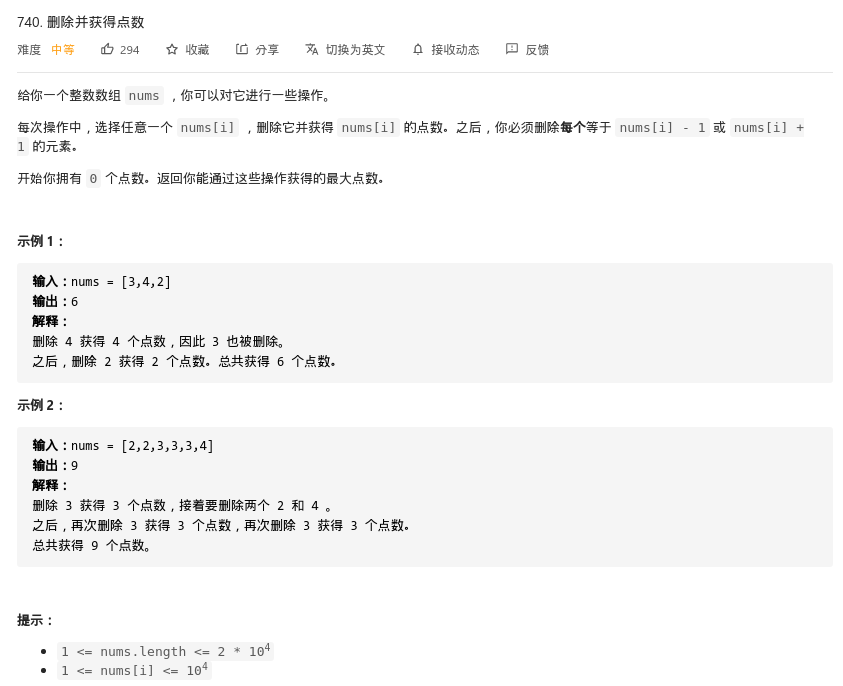 740. 删除并获得点数
难度 中等 294 收藏 分享 切换为英文 接收动态 反馈
给你一个整数数组 nums ，你可以对它进行一些操作。
每次操作中，选择任意一个 nums[i] ，删除它并获得 nums[i] 的点数。之后，你必须删除每个等于 nums[i] - 1 或 nums[i] +
1 的元素。
开始你拥有 0 个点数。返回你能通过这些操作获得的最大点数。
示例 1：
输入：nums = [3,4,2]
输出：6
解释：
删除 4 获得 4 个点数，因此 3 也被删除。
之后，删除 2 获得 2 个点数。总共获得 6 个点数。
示例 2：
输入：nums = [2,2,3,3,3,4]
输出：9
解释：
删除 3 获得 3 个点数，接着要删除两个 2 和 4 。
之后，再次删除 3 获得 3 个点数，再次删除 3 获得 3 个点数。
总共获得 9 个点数。
提示：
1 <= nums.length <= 2 * 10⁴
1 <= nums[i] <= 10⁴